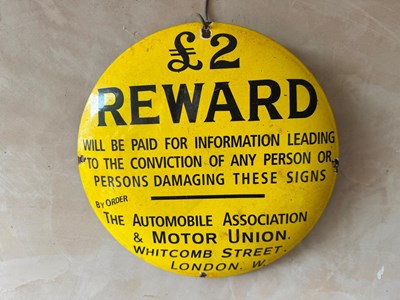 £2
REWARD
WILL BE PAID FOR INFORMATION LEADING
TO THE CONVICTION OF ANY PERSON OR
PERSONS DAMAGING THESE SIGNS
BY ORDER
THE AUTOMOBILE ASSOCIATION
& MOTOR UNION.
WHITCOMB STREET.
LONDON. W.